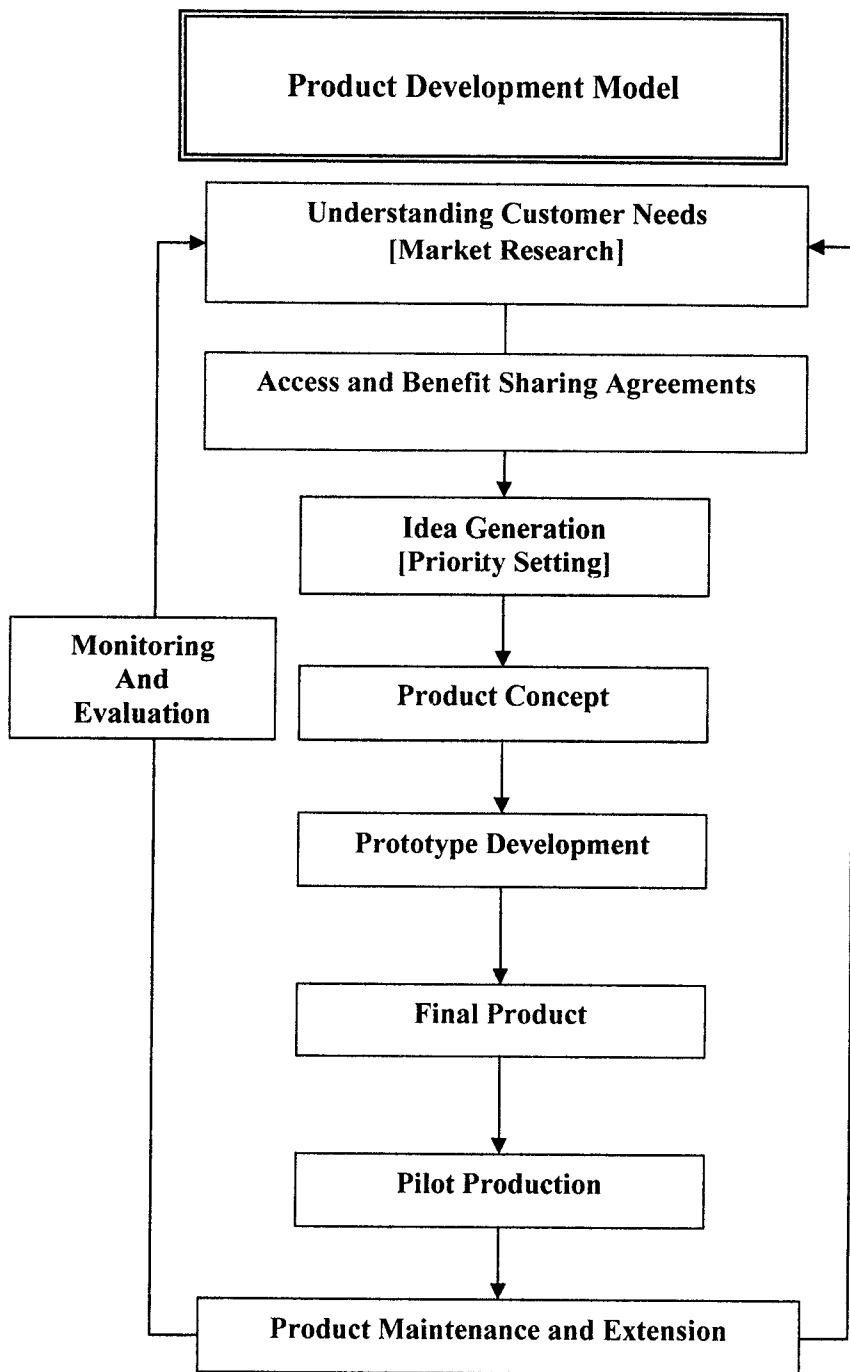 Product Development Model
Understanding Customer Needs
[Market Research]
Access and Benefit Sharing Agreements
Idea Generation
[Priority Setting]
Monitoring
And
Evaluation
Product Concept
Prototype Development
Final Product
Pilot Production
Product Maintenance and Extension